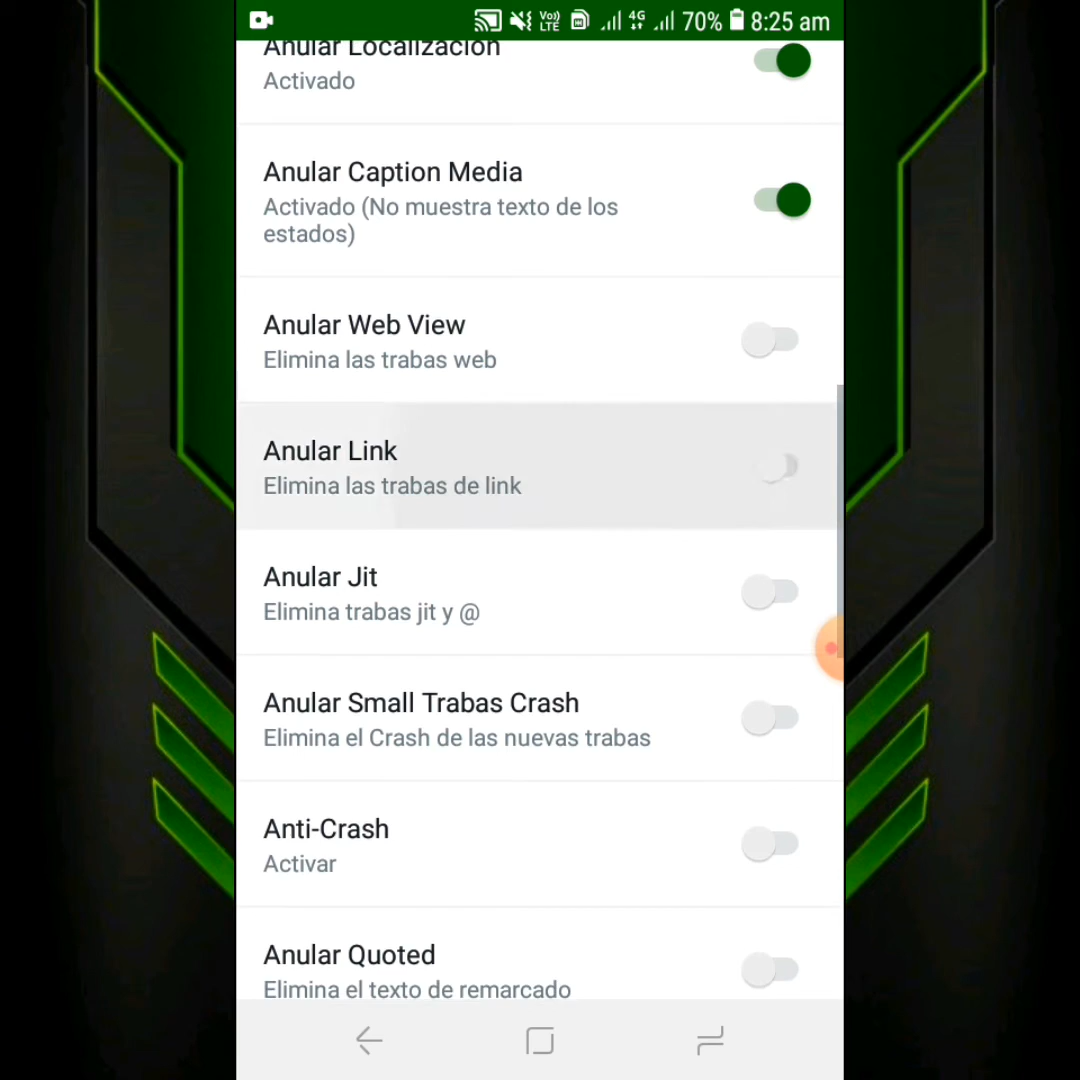 4G 70% 8:25 am
Anular Localización
Activado
Anular Caption Media
Activado (No muestra texto de los
estados)
Anular Web View
Elimina las trabas web
Anular Link
Elimina las trabas de link
Anular Jit
Elimina trabas jit y @
Anular Small Trabas Crash
Elimina el Crash de las nuevas trabas
Anti-Crash
Activar
Anular Quoted
Elimina el texto de remarcado